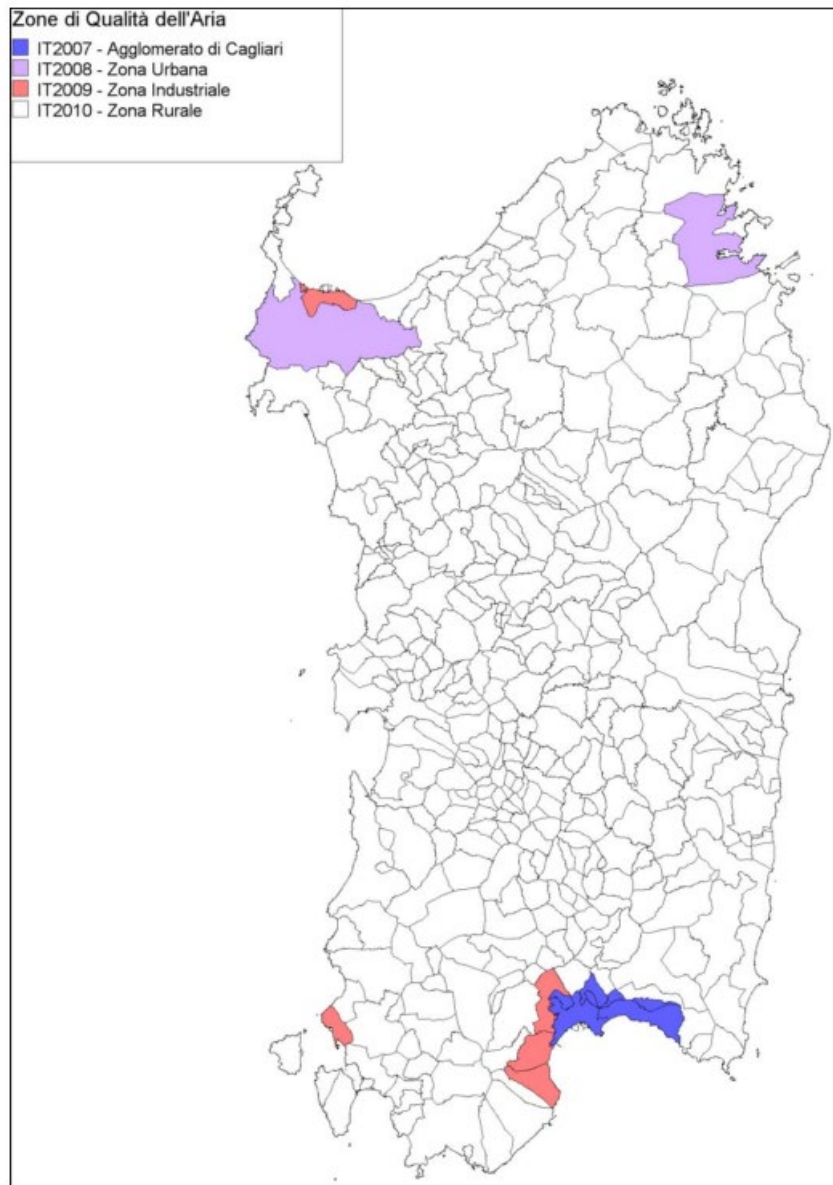 Zone di Qualità dell'Aria
IT2007 - Agglomerato di Cagliari
IT2008 - Zona Urbana
IT2009 - Zona Industriale
IT2010 - Zona Rurale